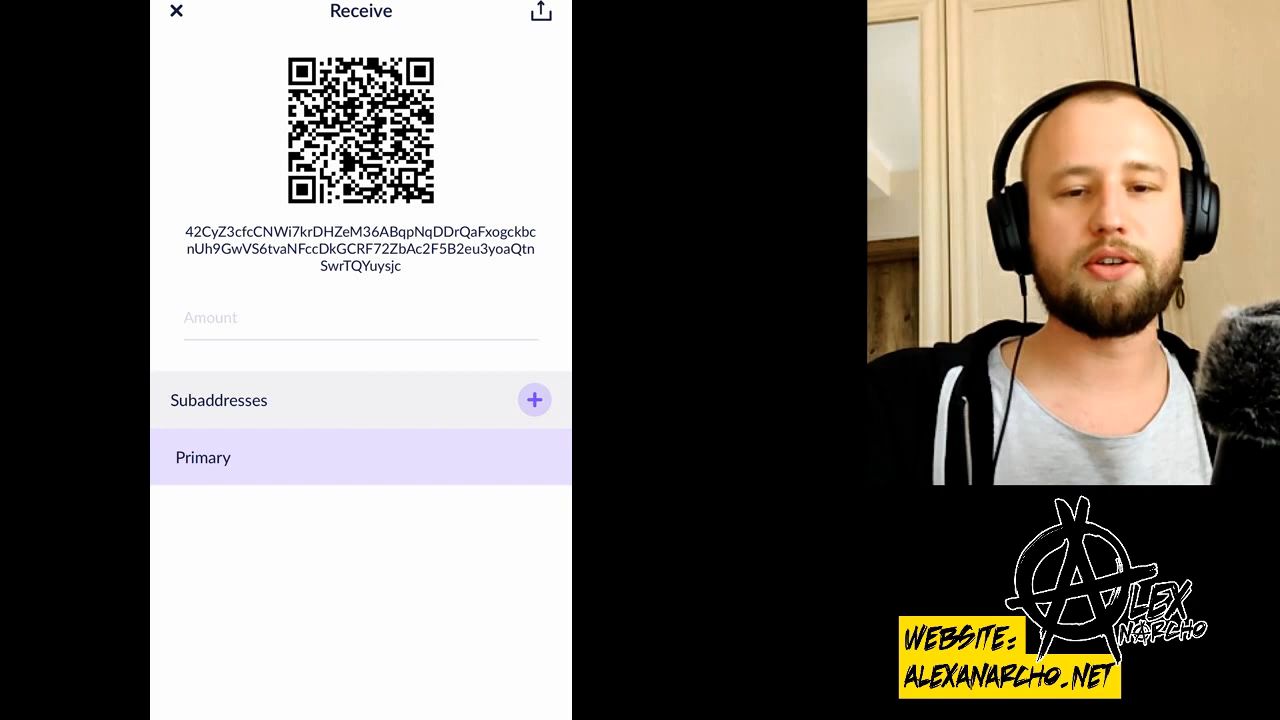 Receive
42CyZ3cfcCNWi7krDHZeM36ABqpNqDDrQaFxogckbc
nUh9GwVS6tvaNFccDkGCRF72ZbAc2F5B2eu3yoaQtn
SwrTQYuysjc
Amount
Subaddresses
Primary
ALEX
ANARCHO
WEBSITE:
ALEXANARCHO.NET